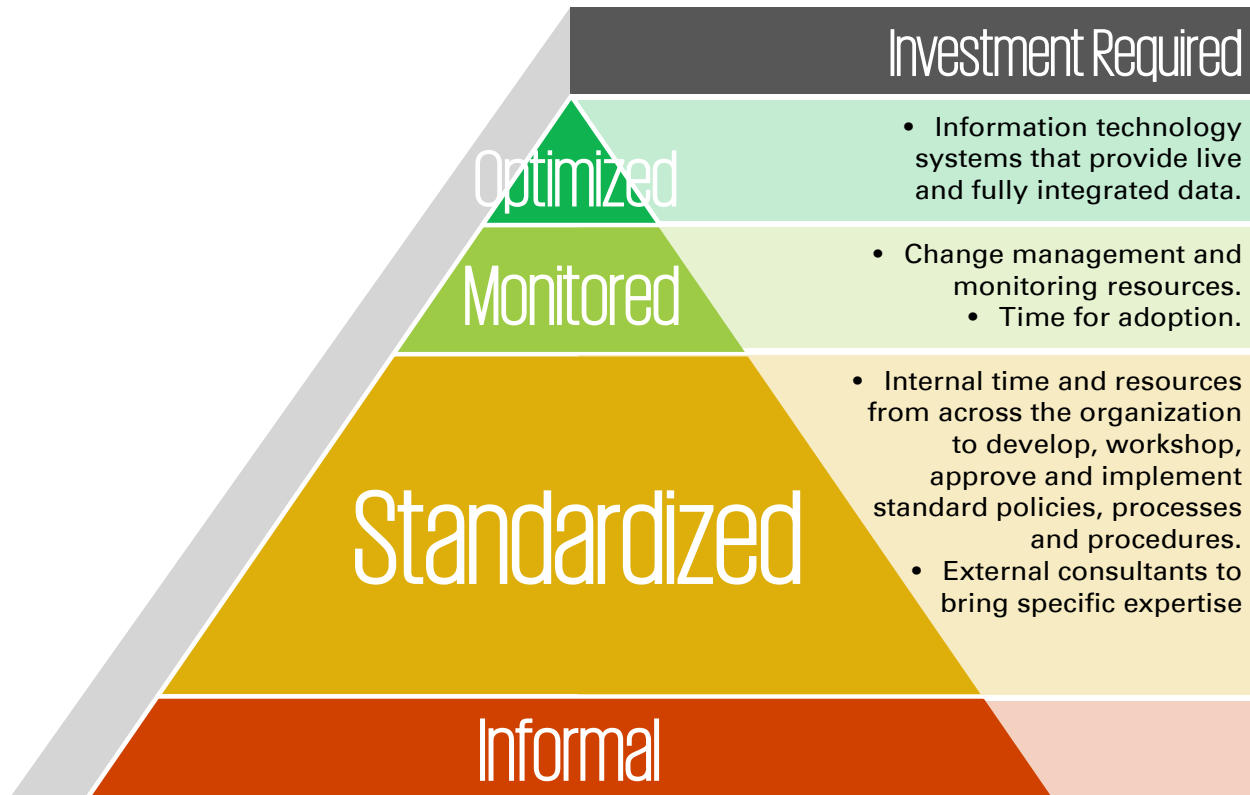 Investment Required
Optimized
• Information technology
systems that provide live
and fully integrated data.
Monitored
• Change management and
monitoring resources.
• Time for adoption.
Standardized
• Internal time and resources
from across the organization
to develop, workshop,
approve and implement
standard policies, processes
and procedures.
• External consultants to
bring specific expertise
Informal